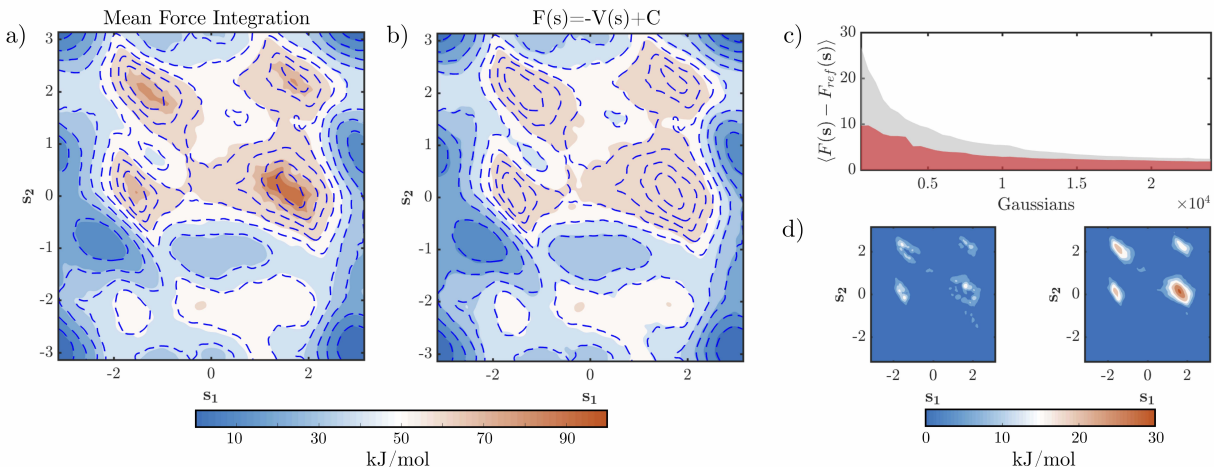 a)
Mean Force Integration
3
2
1
0
-1
-2
-3
s2
-2
0
2
s1
b)
F(s)=-V(s)+C
3
2
1
0
-1
-2
-3
s2
-2
0
2
s1
10
30
50
70
90
kJ/mol
c)
30
20
10
0
⟨F(s) − Fref(s)⟩
0.5
1
1.5
2
Gaussians
×10⁴
d)
2
0
-2
s2
-2
0
2
s1
2
0
-2
s2
-2
0
2
s1
0
10
20
30
kJ/mol